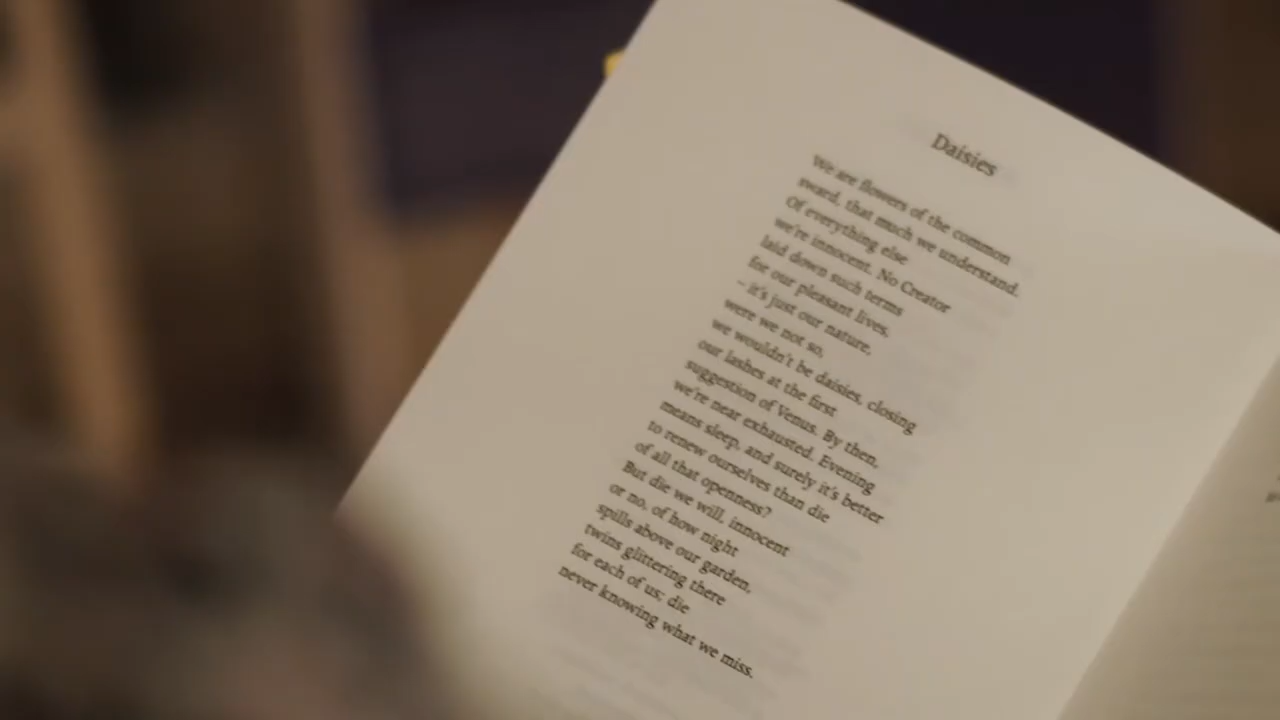 Daisies
We are flowers of the common
sward, that much we understand.
Of everything else
we're innocent. No Creator
laid down such terms
for our pleasant lives,
– it's just our nature,
were we not so,
we wouldn't be daisies, closing
our lashes at the first
suggestion of Venus. By then,
we're near exhausted. Evening
means sleep, and surely it's better
to renew ourselves than die
of all that openness?
But die we will, innocent
or no, of how night
spills above our garden,
twins glittering there
for each of us; die
never knowing what we miss.